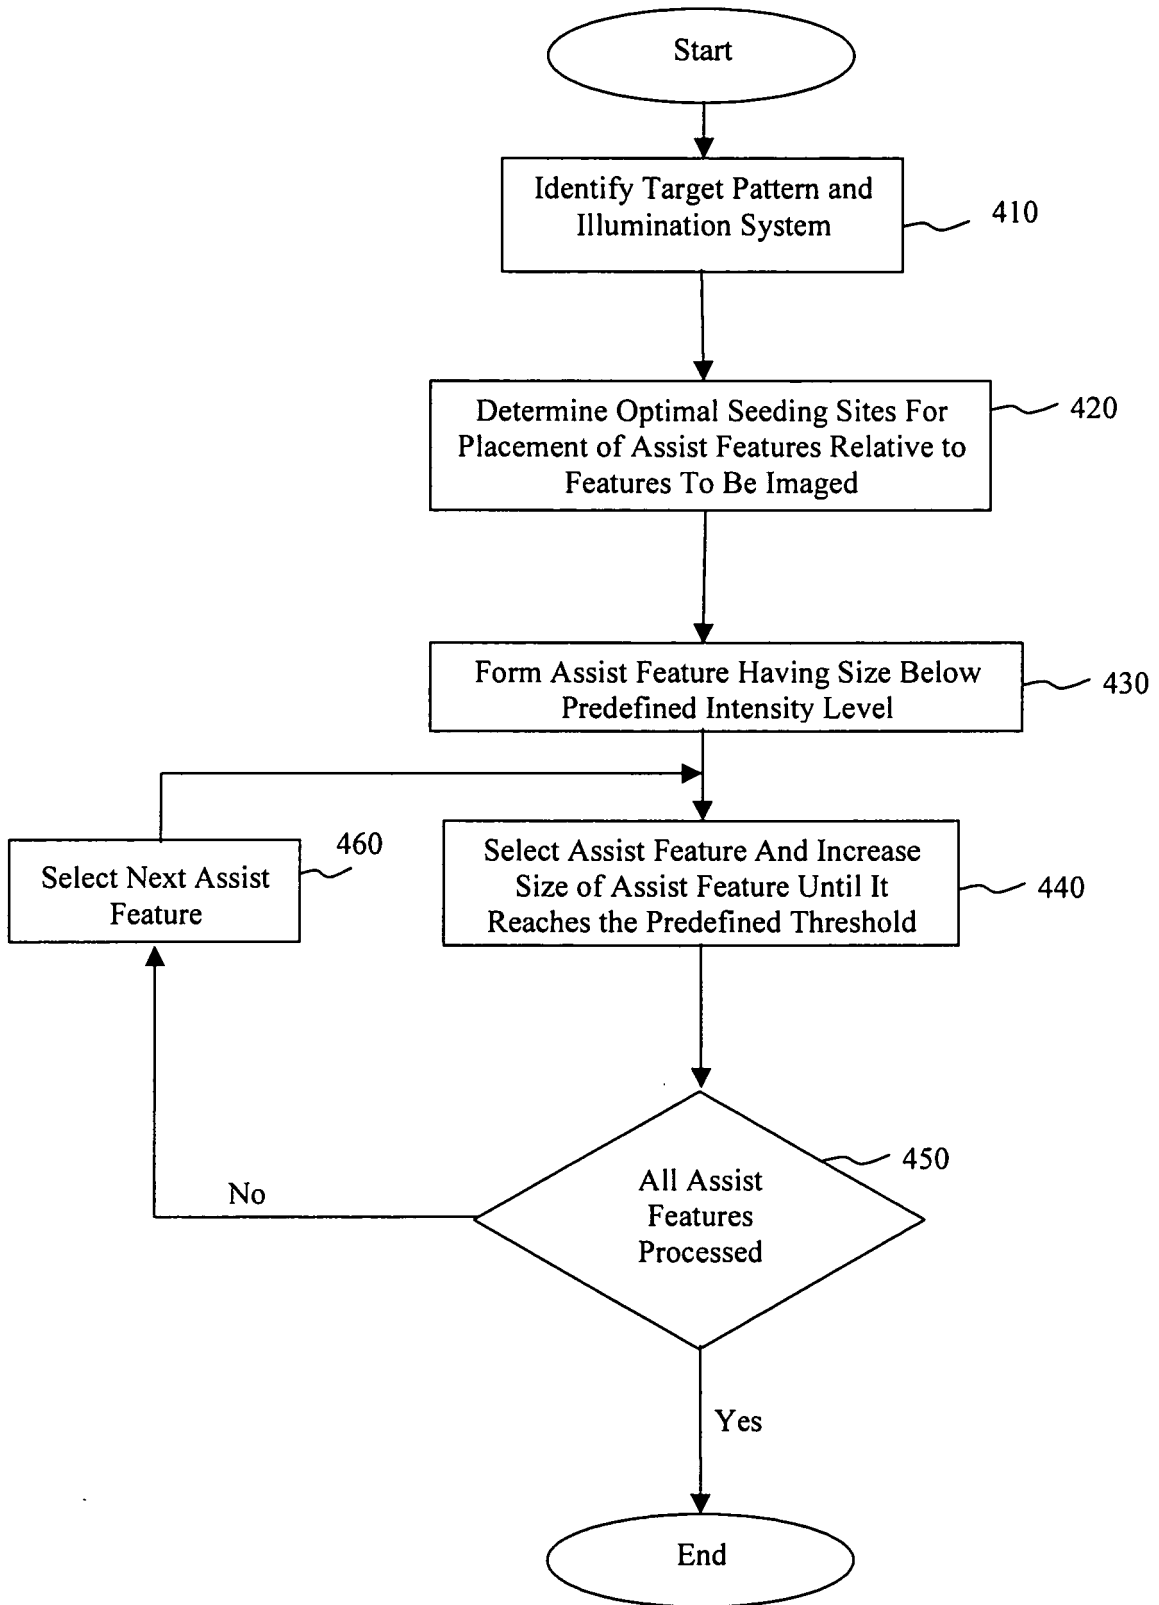 Start
Identify Target Pattern and
Illumination System
410
Determine Optimal Seeding Sites For
Placement of Assist Features Relative to
Features To Be Imaged
420
Form Assist Feature Having Size Below
Predefined Intensity Level
430
Select Assist Feature And Increase
Size of Assist Feature Until It
Reaches the Predefined Threshold
440
Select Next Assist
Feature
460
All Assist
Features
Processed
450
No
Yes
End